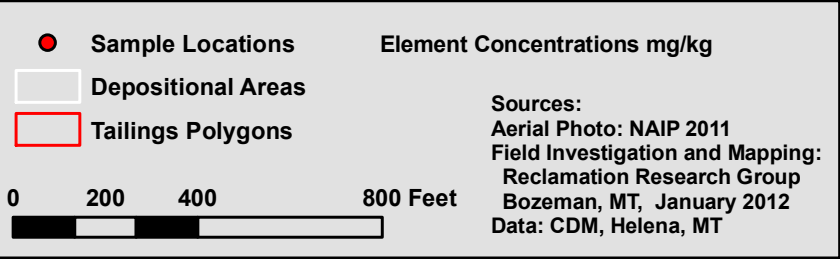 Sample Locations
Element Concentrations mg/kg
Depositional Areas
Tailings Polygons
Sources:
Aerial Photo: NAIP 2011
Field Investigation and Mapping:
Reclamation Research Group
Bozeman, MT, January 2012
Data: CDM, Helena, MT
0 200 400 800 Feet